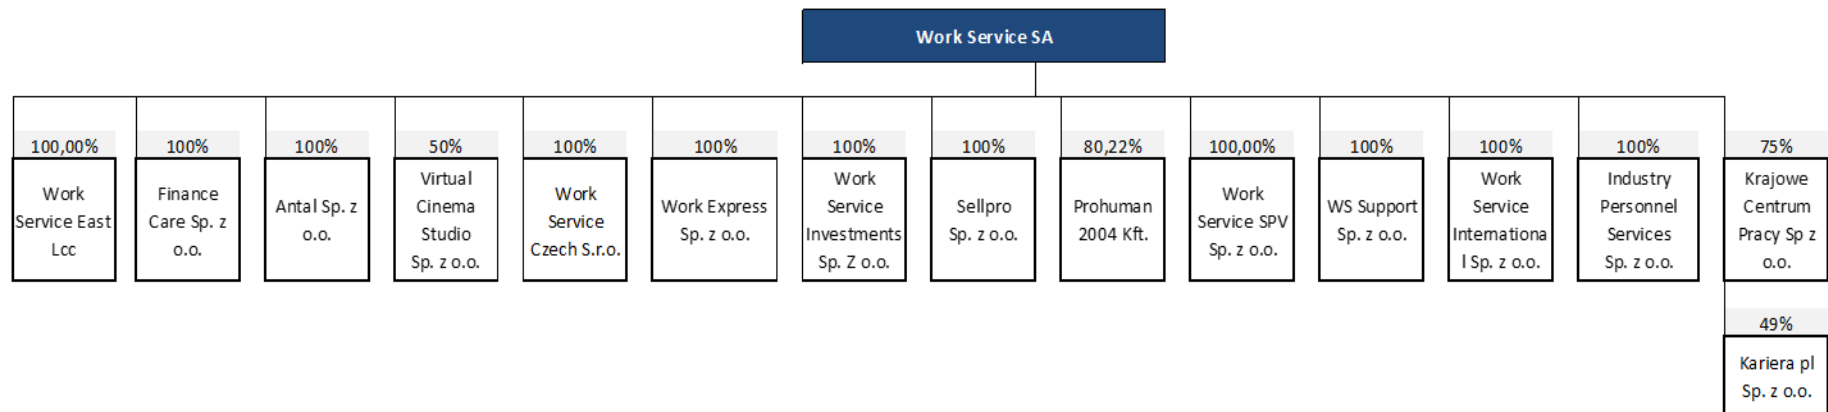 Work Service SA
100,00%
Work
Service East
Lcc
100%
Finance
Care Sp. z
o.o.
100%
Antal Sp. z
o.o.
50%
Virtual
Cinema
Studio
Sp. z o.o.
100%
Work
Service
Czech S.r.o.
100%
Work Express
Sp. z o.o.
100%
Work
Service
Investments
Sp. Z o.o.
100%
Sellpro
Sp. z o.o.
80,22%
Prohuman
2004 Kft.
100,00%
Work
Service SPV
Sp. z o.o.
100%
WS Support
Sp. z o.o.
100%
Work
Service
Internationa
l Sp. z o.o.
100%
Industry
Personnel
Services
Sp. z o.o.
75%
Krajowe
Centrum
Pracy Sp z
o.o.
49%
Kariera pl
Sp. z o.o.